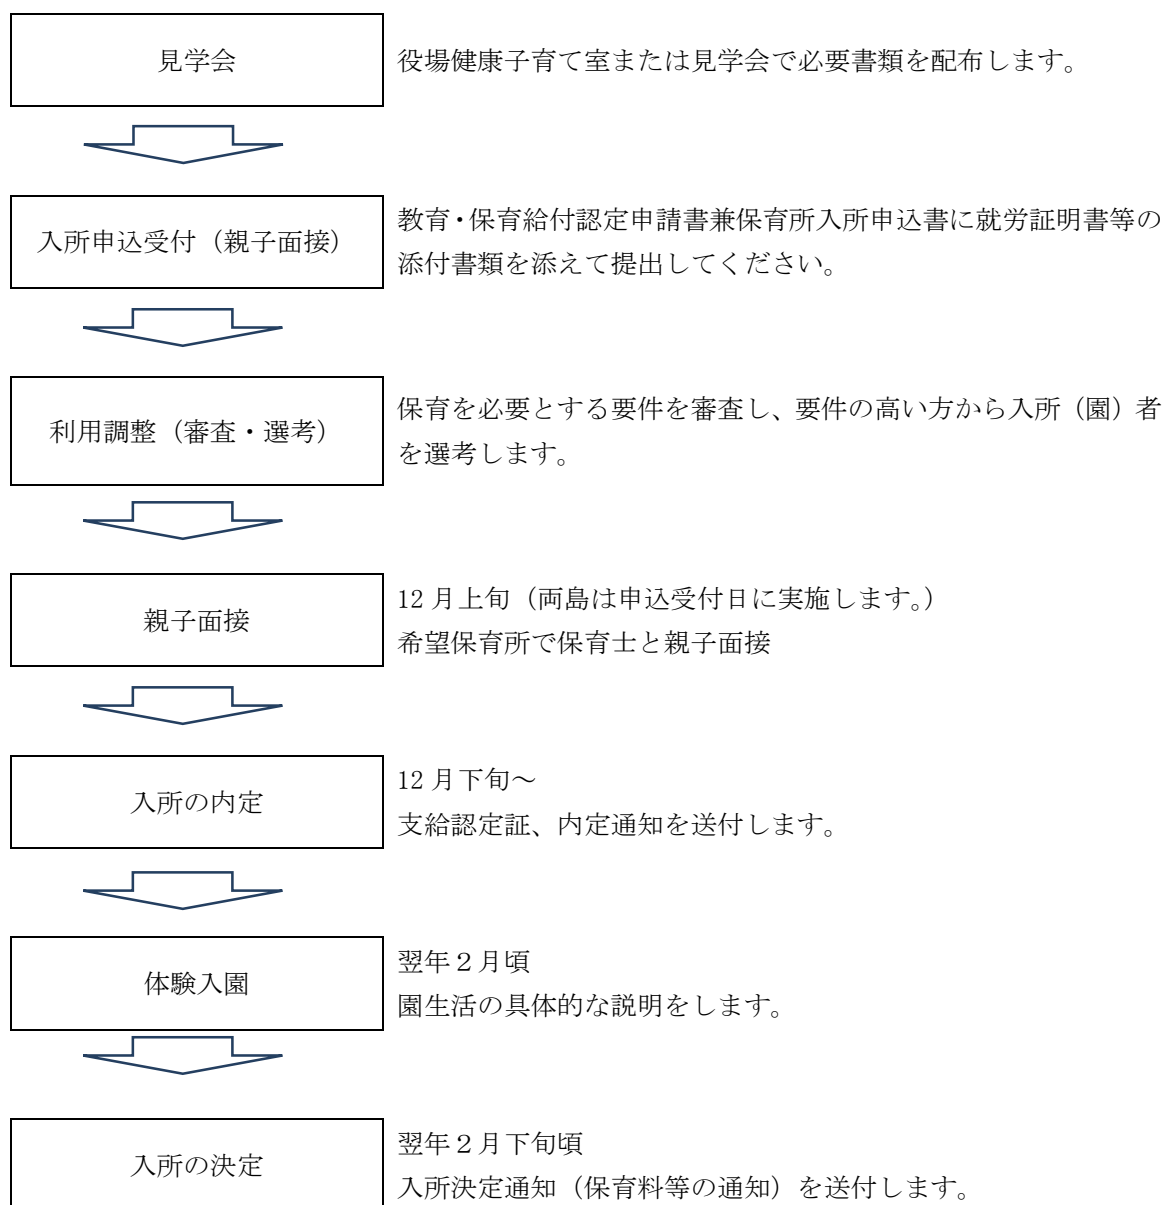 見学会
役場健康子育て室または見学会で必要書類を配布します。
入所申込受付（親子面接）
教育・保育給付認定申請書兼保育所入所申込書に就労証明書等の
添付書類を添えて提出してください。
利用調整（審査・選考）
保育を必要とする要件を審査し、要件の高い方から入所（園）者
を選考します。
親子面接
12 月上旬（両島は申込受付日に実施します。）
希望保育所で保育士と親子面接
入所の内定
12 月下旬～
支給認定証、内定通知を送付します。
体験入園
翌年２月頃
園生活の具体的な説明をします。
入所の決定
翌年２月下旬頃
入所決定通知（保育料等の通知）を送付します。